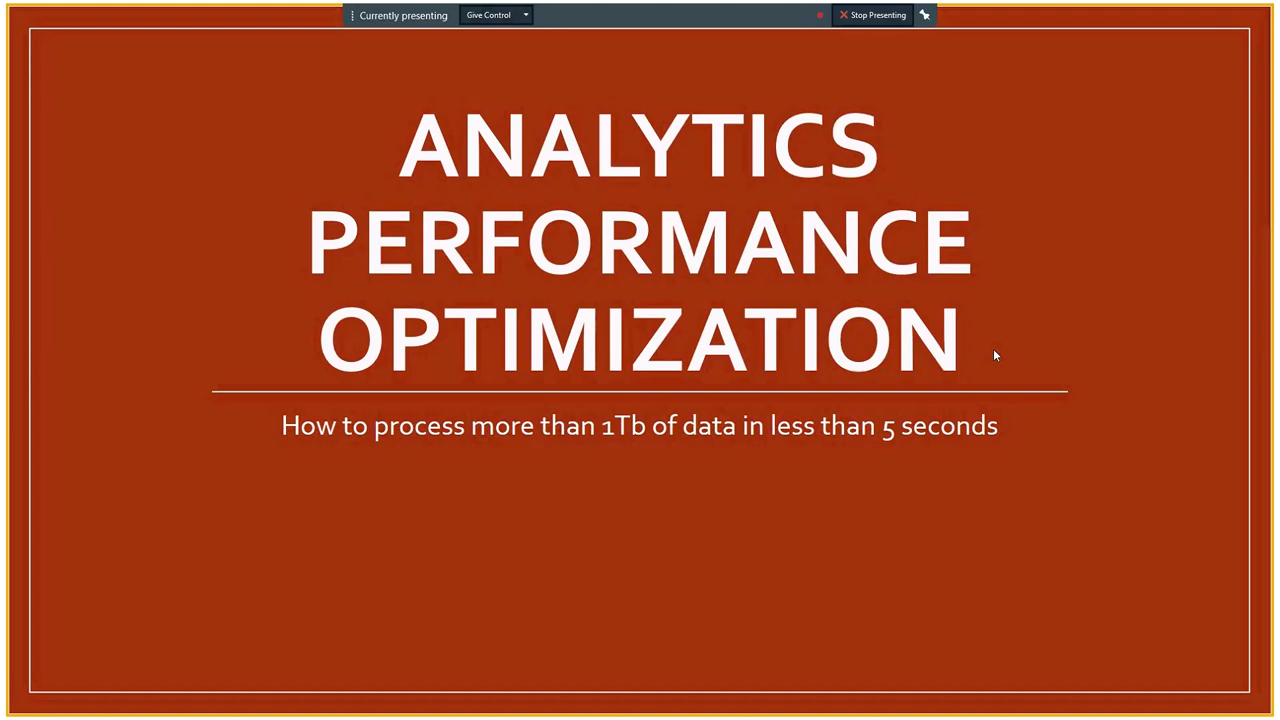 Currently presenting Give Control Stop Presenting
ANALYTICS
PERFORMANCE
OPTIMIZATION
How to process more than 1Tb of data in less than 5 seconds